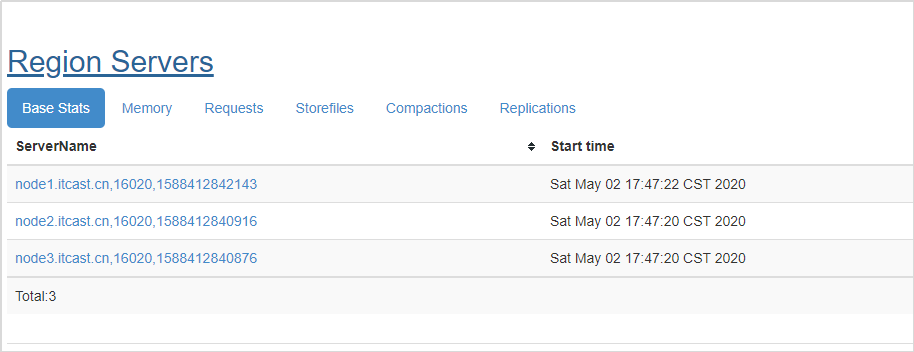 Region Servers
Base Stats Memory Requests Storefiles Compactions Replications
ServerName Start time
node1.itcast.cn,16020,1588412842143 Sat May 02 17:47:22 CST 2020
node2.itcast.cn,16020,1588412840916 Sat May 02 17:47:20 CST 2020
node3.itcast.cn,16020,1588412840876 Sat May 02 17:47:20 CST 2020
Total:3